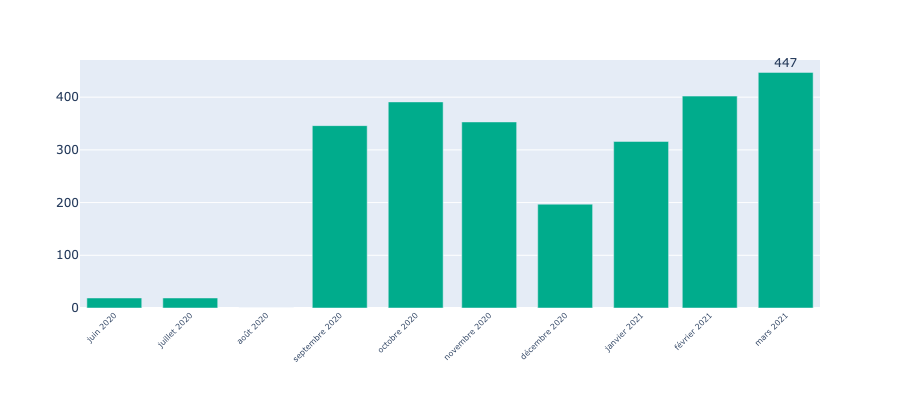 447
400
300
200
100
0
juin 2020
juillet 2020
août 2020
septembre 2020
octobre 2020
novembre 2020
décembre 2020
janvier 2021
février 2021
mars 2021